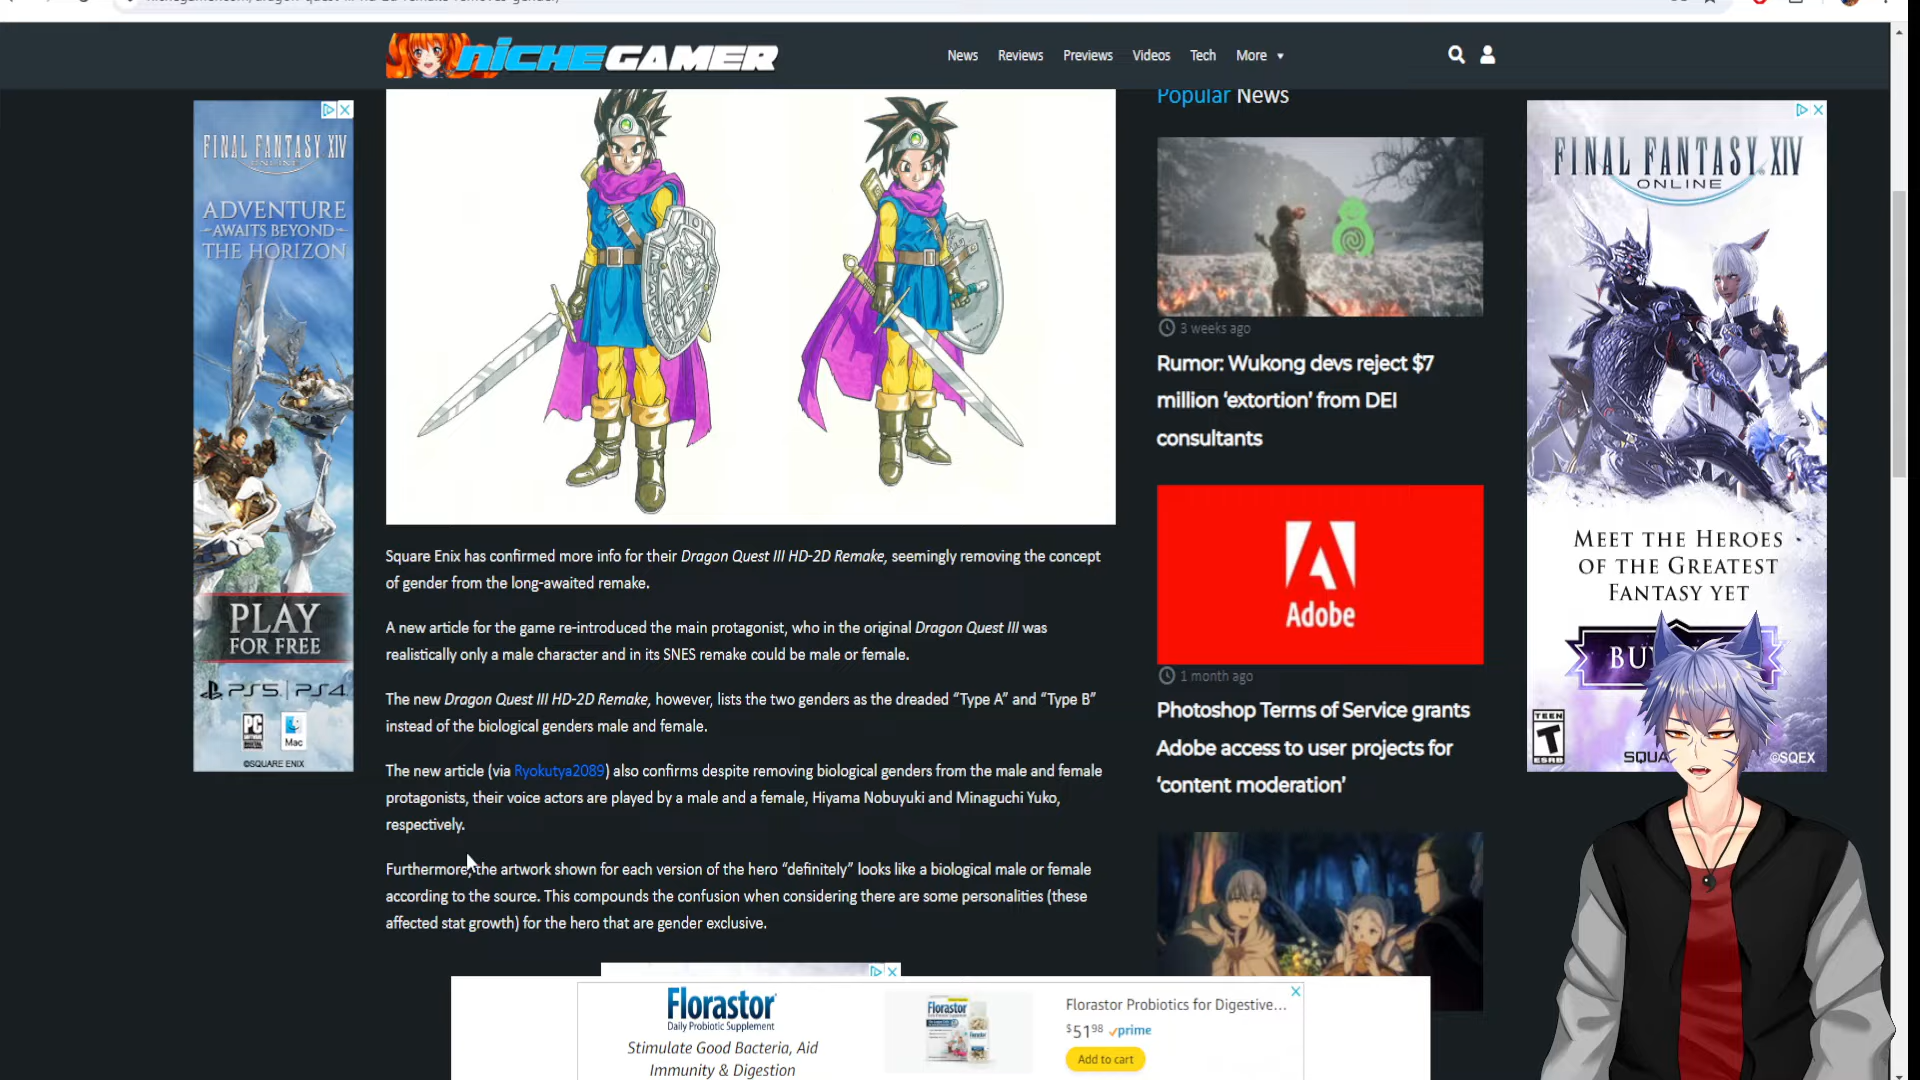 NICHEGAMER
News Reviews Previews Videos Tech More
Popular News
FINAL FANTASY XIV
ONLINE
ADVENTURE
-AWAITS BEYOND-
THE HORIZON
PLAY
FOR FREE
PS5 | PS4
PC
Mac
©SQUARE ENIX
Square Enix has confirmed more info for their Dragon Quest III HD-2D Remake, seemingly removing the concept
of gender from the long-awaited remake.
A new article for the game re-introduced the main protagonist, who in the original Dragon Quest III was
realistically only a male character and in its SNES remake could be male or female.
The new Dragon Quest III HD-2D Remake, however, lists the two genders as the dreaded “Type A” and “Type B”
instead of the biological genders male and female.
The new article (via Ryokutya2089) also confirms despite removing biological genders from the male and female
protagonists, their voice actors are played by a male and a female, Hiyama Nobuyuki and Minaguchi Yuko,
respectively.
Furthermore, the artwork shown for each version of the hero “definitely” looks like a biological male or female
according to the source. This compounds the confusion when considering there are some personalities (these
affected stat growth) for the hero that are gender exclusive.
3 weeks ago
Rumor: Wukong devs reject $7
million ‘extortion’ from DEI
consultants
Adobe
1 month ago
Photoshop Terms of Service grants
Adobe access to user projects for
‘content moderation’
FINAL FANTASY XIV
ONLINE
MEET THE HEROES
OF THE GREATEST
FANTASY YET
TEEN
T
ESRB
©SQEX
Florastor
Daily Probiotic Supplement
Stimulate Good Bacteria, Aid
Immunity & Digestion
Florastor
Florastor Probiotics for Digestive...
$51.98 prime
Add to cart